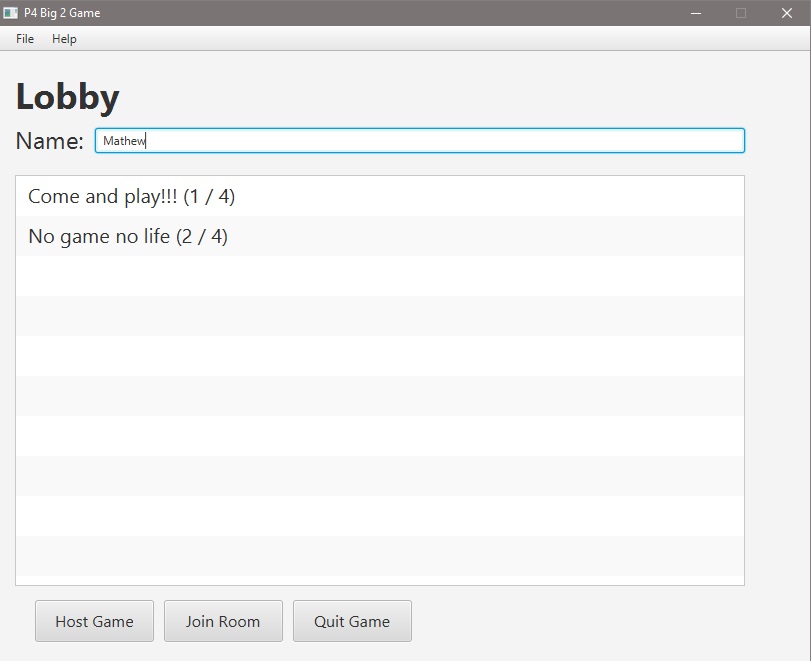 P4 Big 2 Game
File Help
Lobby
Name: Mathew
Come and play!!! (1 / 4)
No game no life (2 / 4)
Host Game Join Room Quit Game